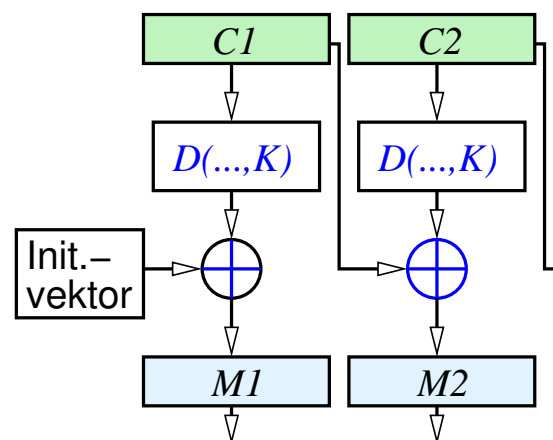 C1 C2
D(...,K) D(...,K)
Init.-
vektor
M1 M2